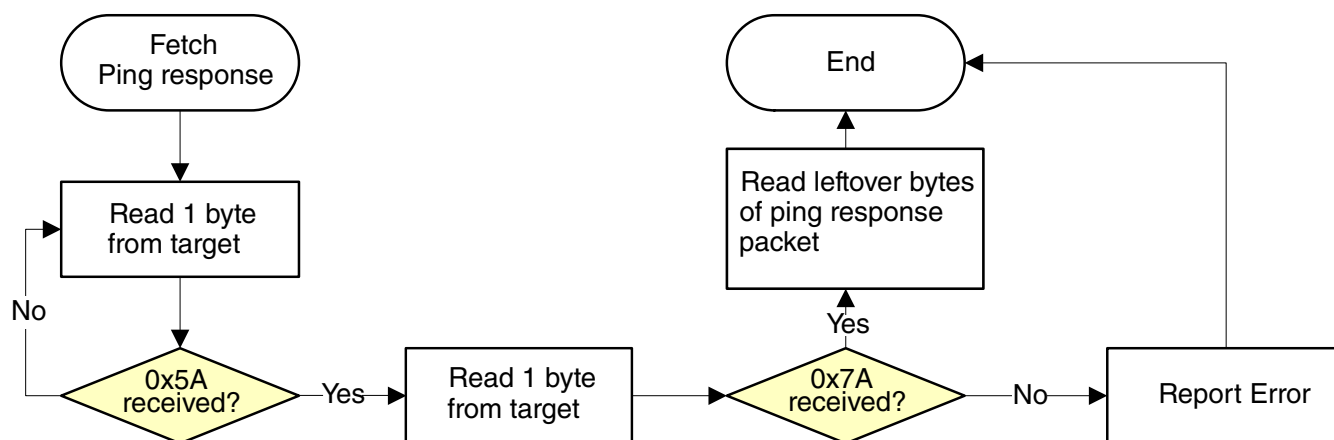 Fetch
Ping response
Read 1 byte
from target
No
0x5A
received?
Yes
Read 1 byte
from target
0x7A
received?
Yes
Read leftover bytes
of ping response
packet
End
No
Report Error